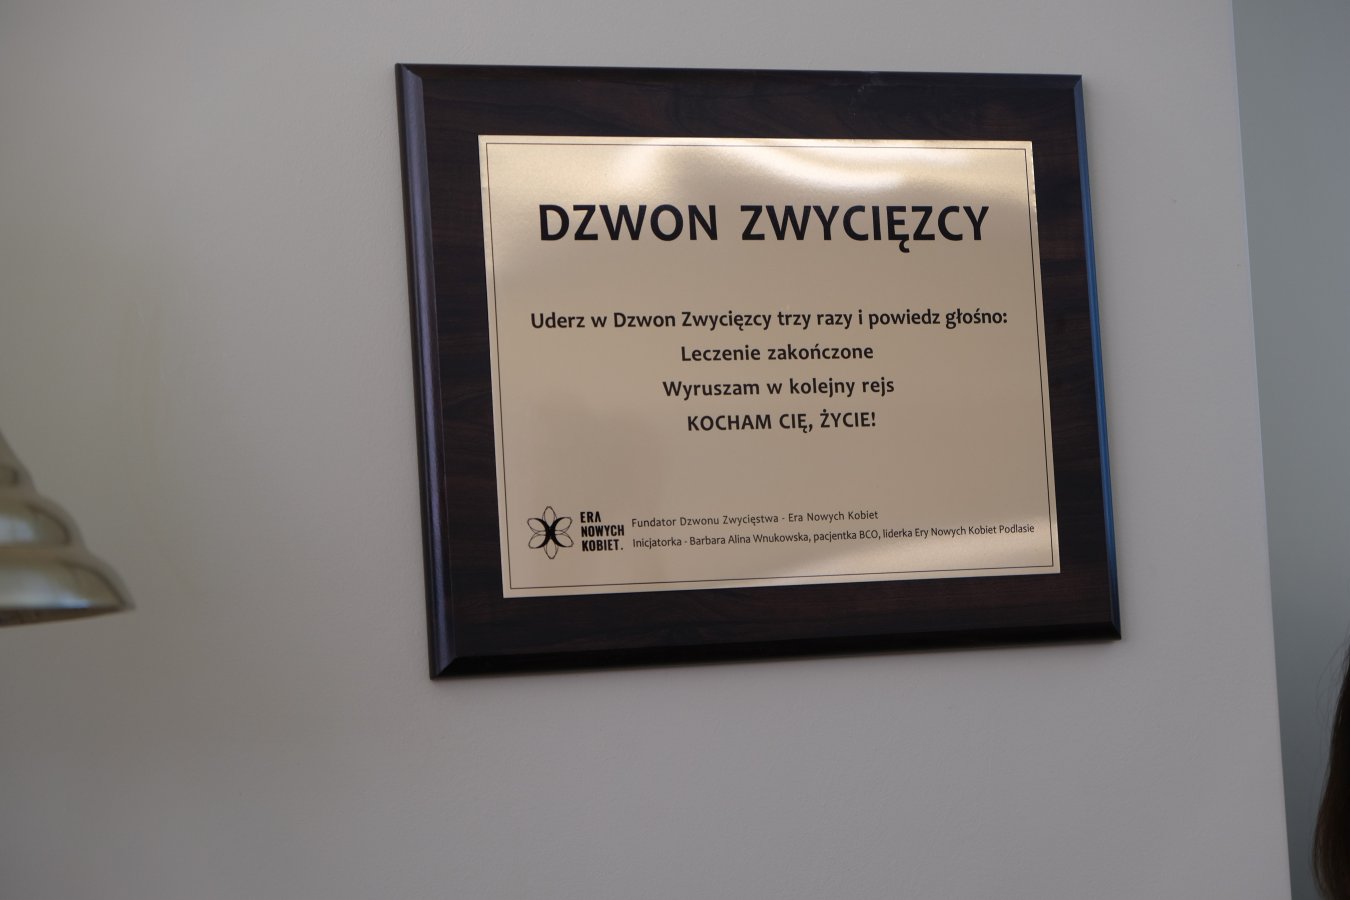 DZWON ZWYCIĘZCY
Uderz w Dzwon Zwycięzcy trzy razy i powiedz głośno:
Leczenie zakończone
Wyruszam w kolejny rejs
KOCHAM CIĘ, ŻYCIE!
ERA
NOWYCH
KOBIET.
Fundator Dzwonu Zwycięstwa - Era Nowych Kobiet
Inicjatorka - Barbara Alina Wnukowska, pacjentka BCO, liderka Ery Nowych Kobiet Podlasie